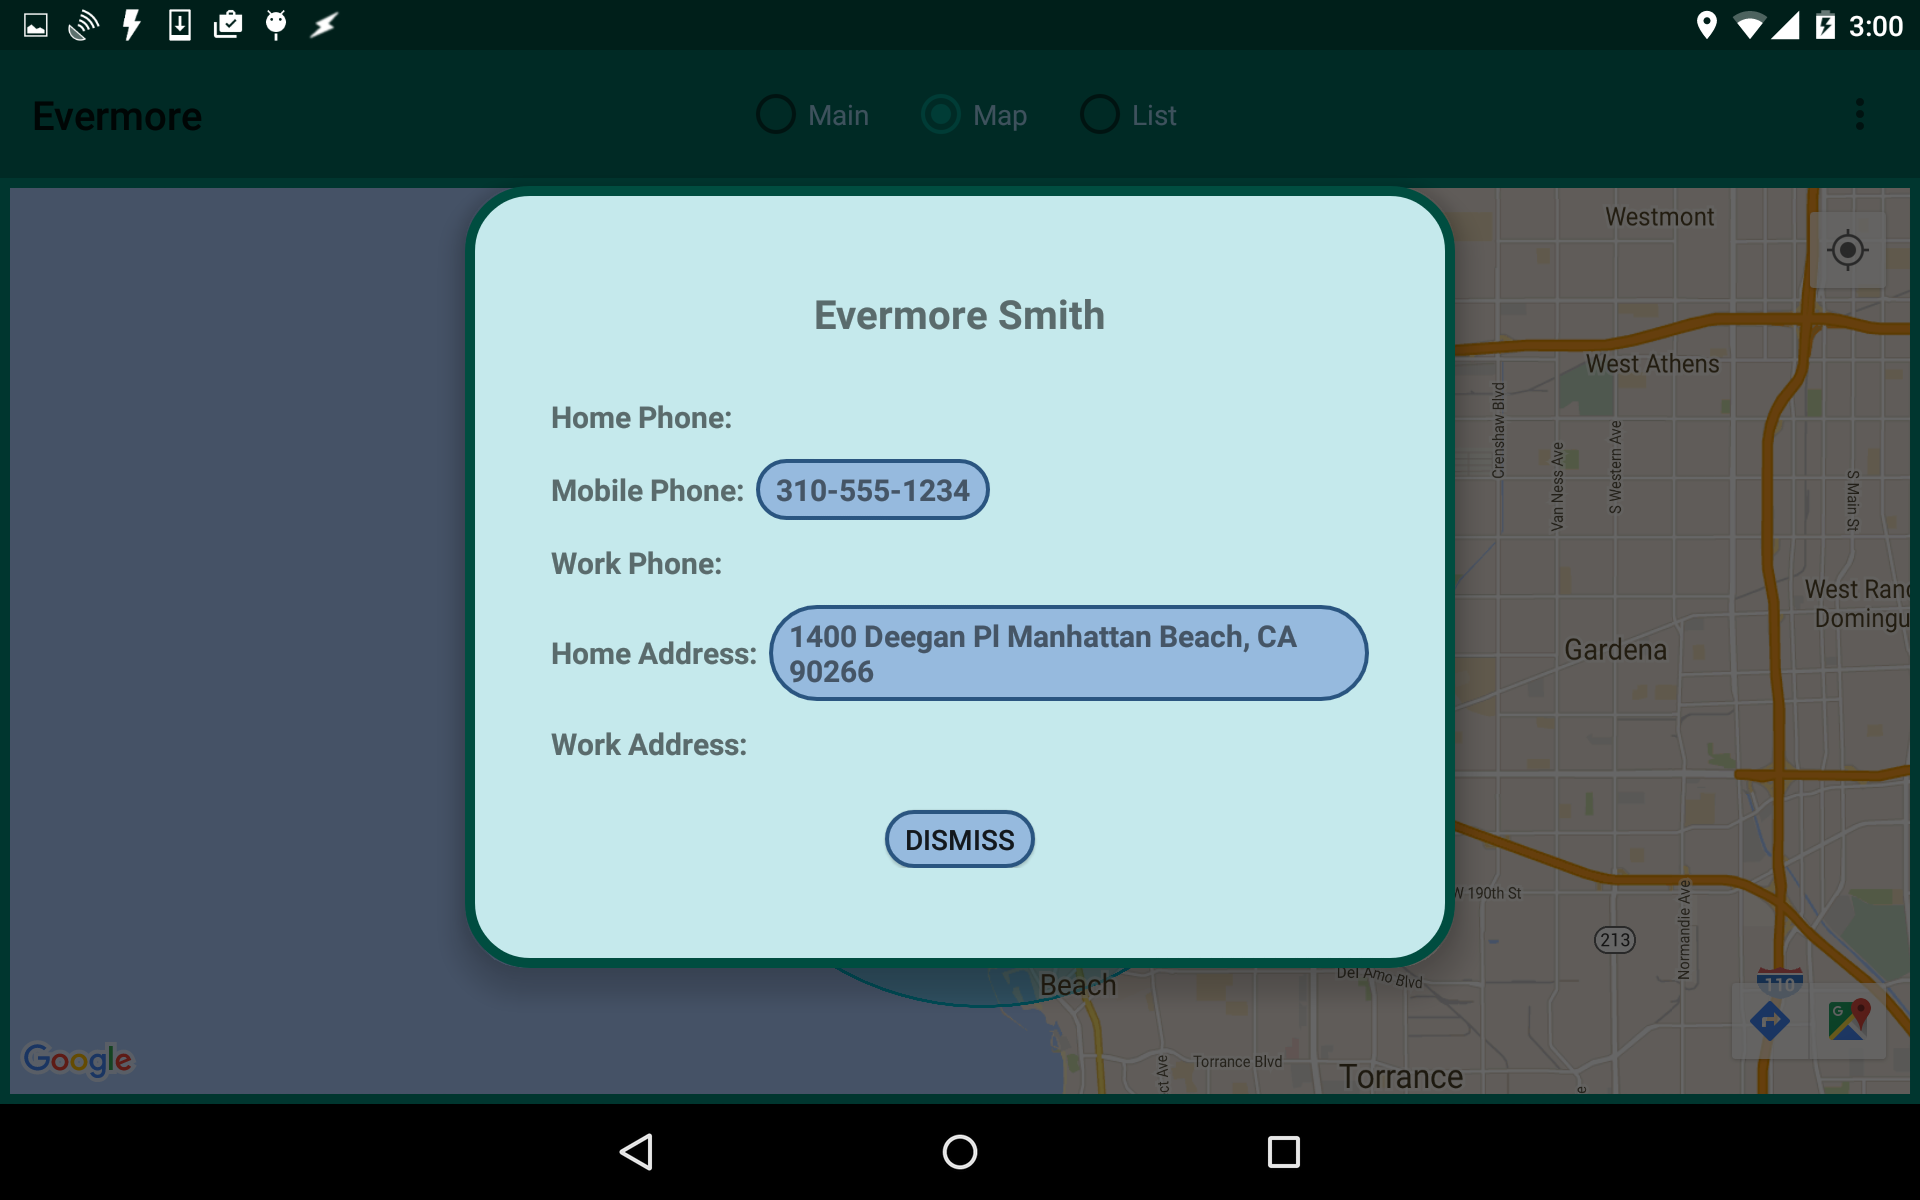 3:00
Evermore
Main
Map
List
Westmont
Evermore Smith
West Athens
Home Phone:
Crenshaw Blvd
Van Ness Ave
S Western Ave
S Main St
Mobile Phone: 310-555-1234
Work Phone:
West Ranc
Domingu
Home Address: 1400 Deegan Pl Manhattan Beach, CA
90266
Gardena
Work Address:
DISMISS
W 190th St
213
Normandie Ave
Del Amo Blvd
Beach
110
G
Google
Torrance Blvd
ct Ave
Torrance
e